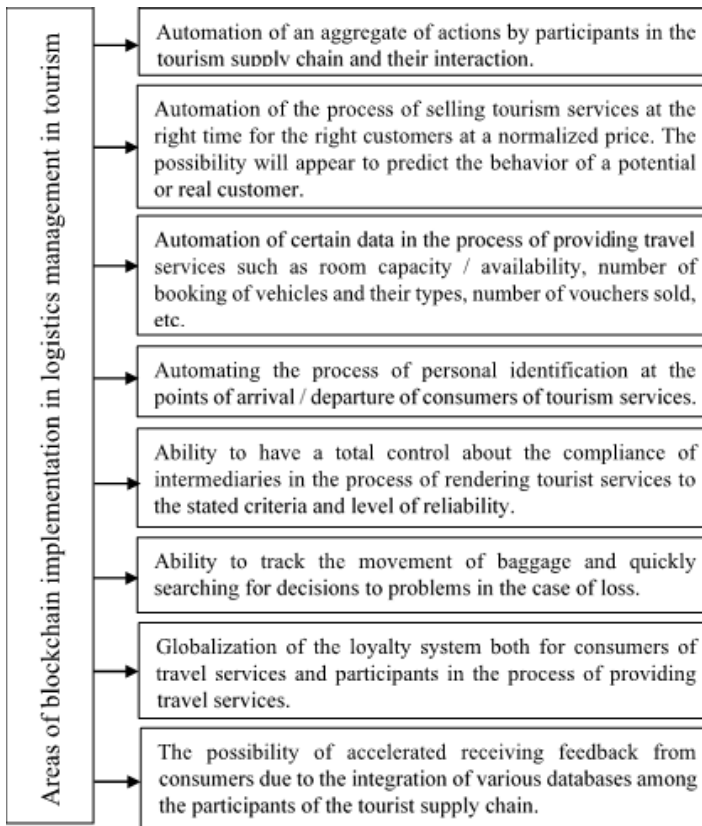 Areas of blockchain implementation in logistics management in tourism
Automation of an aggregate of actions by participants in the
tourism supply chain and their interaction.
Automation of the process of selling tourism services at the
right time for the right customers at a normalized price. The
possibility will appear to predict the behavior of a potential
or real customer.
Automation of certain data in the process of providing travel
services such as room capacity / availability, number of
booking of vehicles and their types, number of vouchers sold,
etc.
Automating the process of personal identification at the
points of arrival / departure of consumers of tourism services.
Ability to have a total control about the compliance of
intermediaries in the process of rendering tourist services to
the stated criteria and level of reliability.
Ability to track the movement of baggage and quickly
searching for decisions to problems in the case of loss.
Globalization of the loyalty system both for consumers of
travel services and participants in the process of providing
travel services.
The possibility of accelerated receiving feedback from
consumers due to the integration of various databases among
the participants of the tourist supply chain.